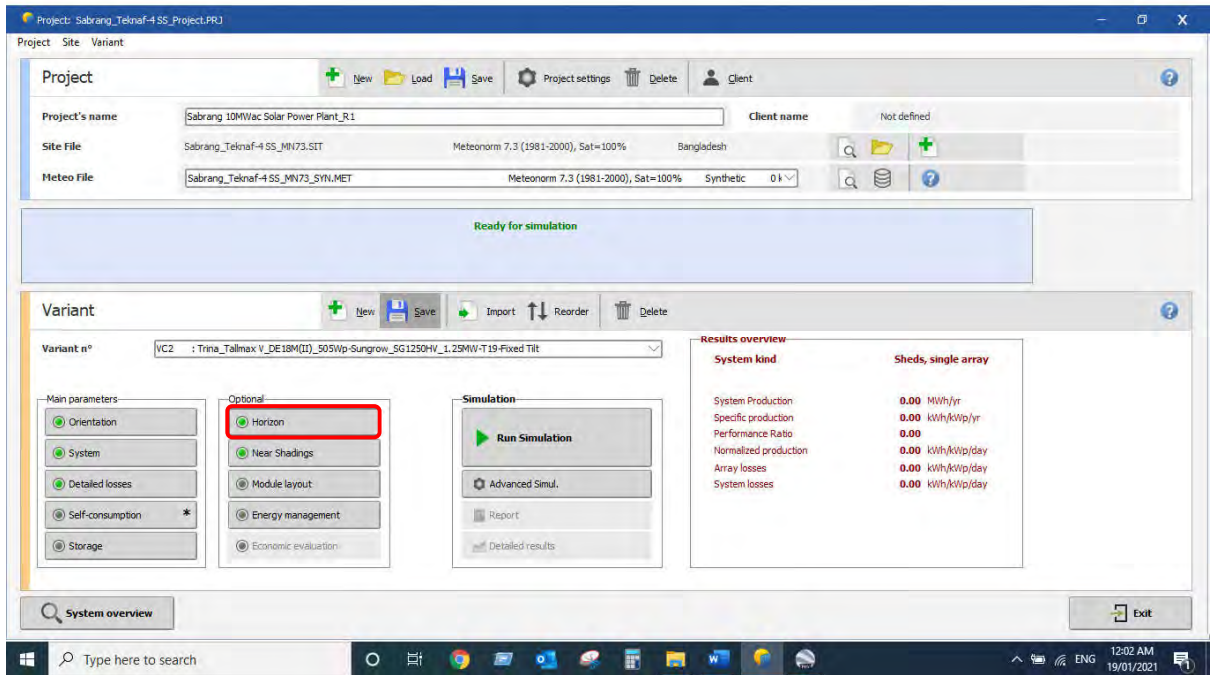 Project: Sabrang_Teknaf-4 SS_Project.PRJ
Project Site Variant
Project New Load Save Project settings Delete Client
Project's name Sabrang 10MWac Solar Power Plant_R1 Client name Not defined
Site File Sabrang_Teknaf-4 SS_MN73.SIT Meteonorm 7.3 (1981-2000), Sat=100% Bangladesh
Meteo File Sabrang_Teknaf-4 SS_MN73_SYN.MET Meteonorm 7.3 (1981-2000), Sat=100% Synthetic 0 k
Ready for simulation
Variant New Save Import Reorder Delete
Variant n° VC2 : Trina_Tallmax V_DE18M(II)_505Wp-Sungrow_SG1250HV_1.25MW-T19-Fixed Tilt
Results overview
System kind Sheds, single array
Main parameters Optional Simulation
System Production 0.00 MWh/yr
Orientation Horizon Run Simulation
Specific production 0.00 kWh/kWp/yr
Performance Ratio 0.00
System Near Shadings
Normalized production 0.00 kWh/kWp/day
Array losses 0.00 kWh/kWp/day
Detailed losses Module layout Advanced Simul.
System losses 0.00 kWh/kWp/day
Self-consumption * Energy management Report
Storage Economic evaluation Detailed results
System overview Exit
Type here to search ENG 12:02 AM
19/01/2021